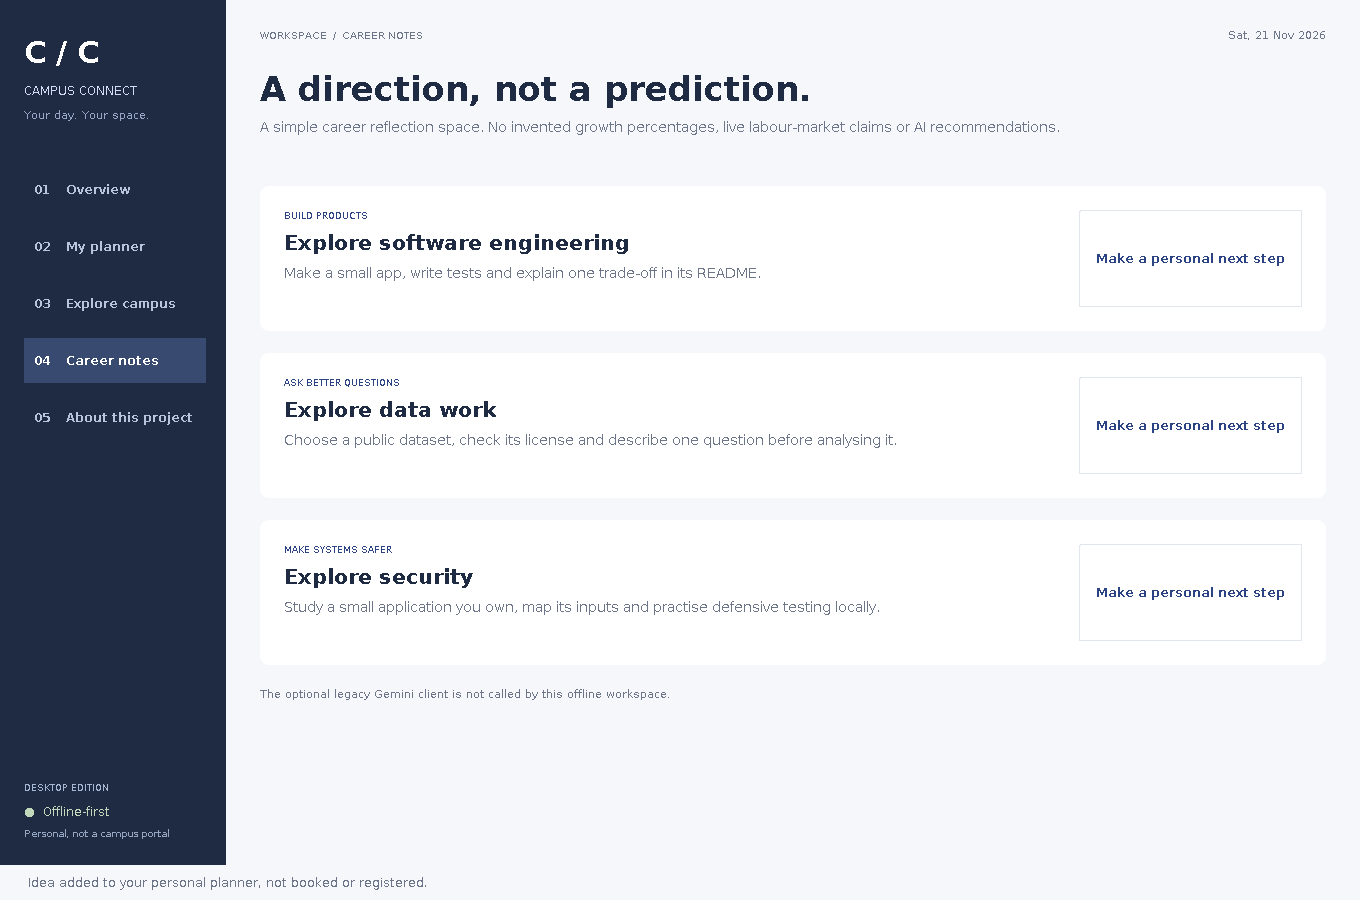 C / C
CAMPUS CONNECT
Your day. Your space.
01 Overview
02 My planner
03 Explore campus
04 Career notes
05 About this project
DESKTOP EDITION
Offline-first
Personal, not a campus portal
WORKSPACE / CAREER NOTES
Sat, 21 Nov 2026
A direction, not a prediction.
A simple career reflection space. No invented growth percentages, live labour-market claims or AI recommendations.
BUILD PRODUCTS
Explore software engineering
Make a small app, write tests and explain one trade-off in its README.
Make a personal next step
ASK BETTER QUESTIONS
Explore data work
Choose a public dataset, check its license and describe one question before analysing it.
Make a personal next step
MAKE SYSTEMS SAFER
Explore security
Study a small application you own, map its inputs and practise defensive testing locally.
Make a personal next step
The optional legacy Gemini client is not called by this offline workspace.
Idea added to your personal planner, not booked or registered.